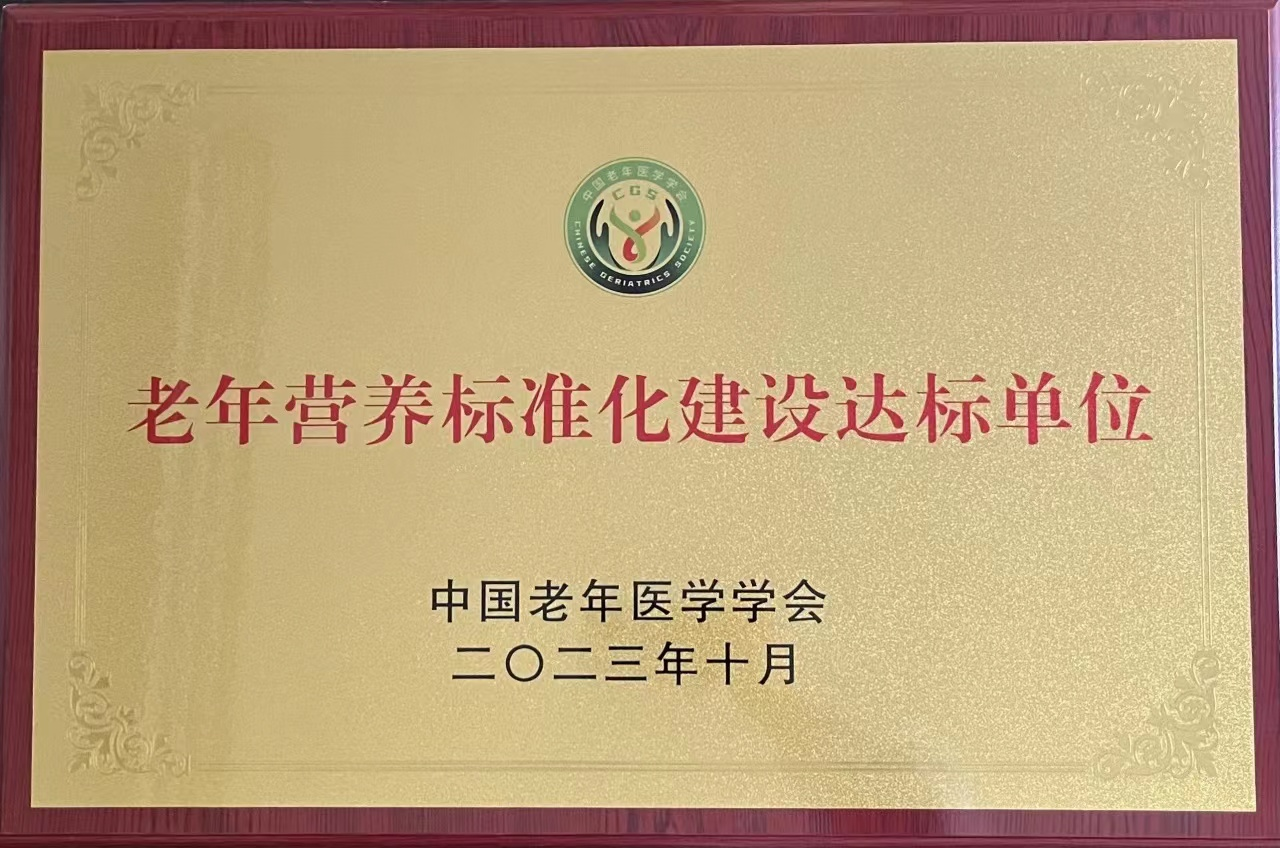 中国老年医学学会
CGS
CHINESE GERIATRICS SOCIETY
老年营养标准化建设达标单位
中国老年医学学会
二〇二三年十月